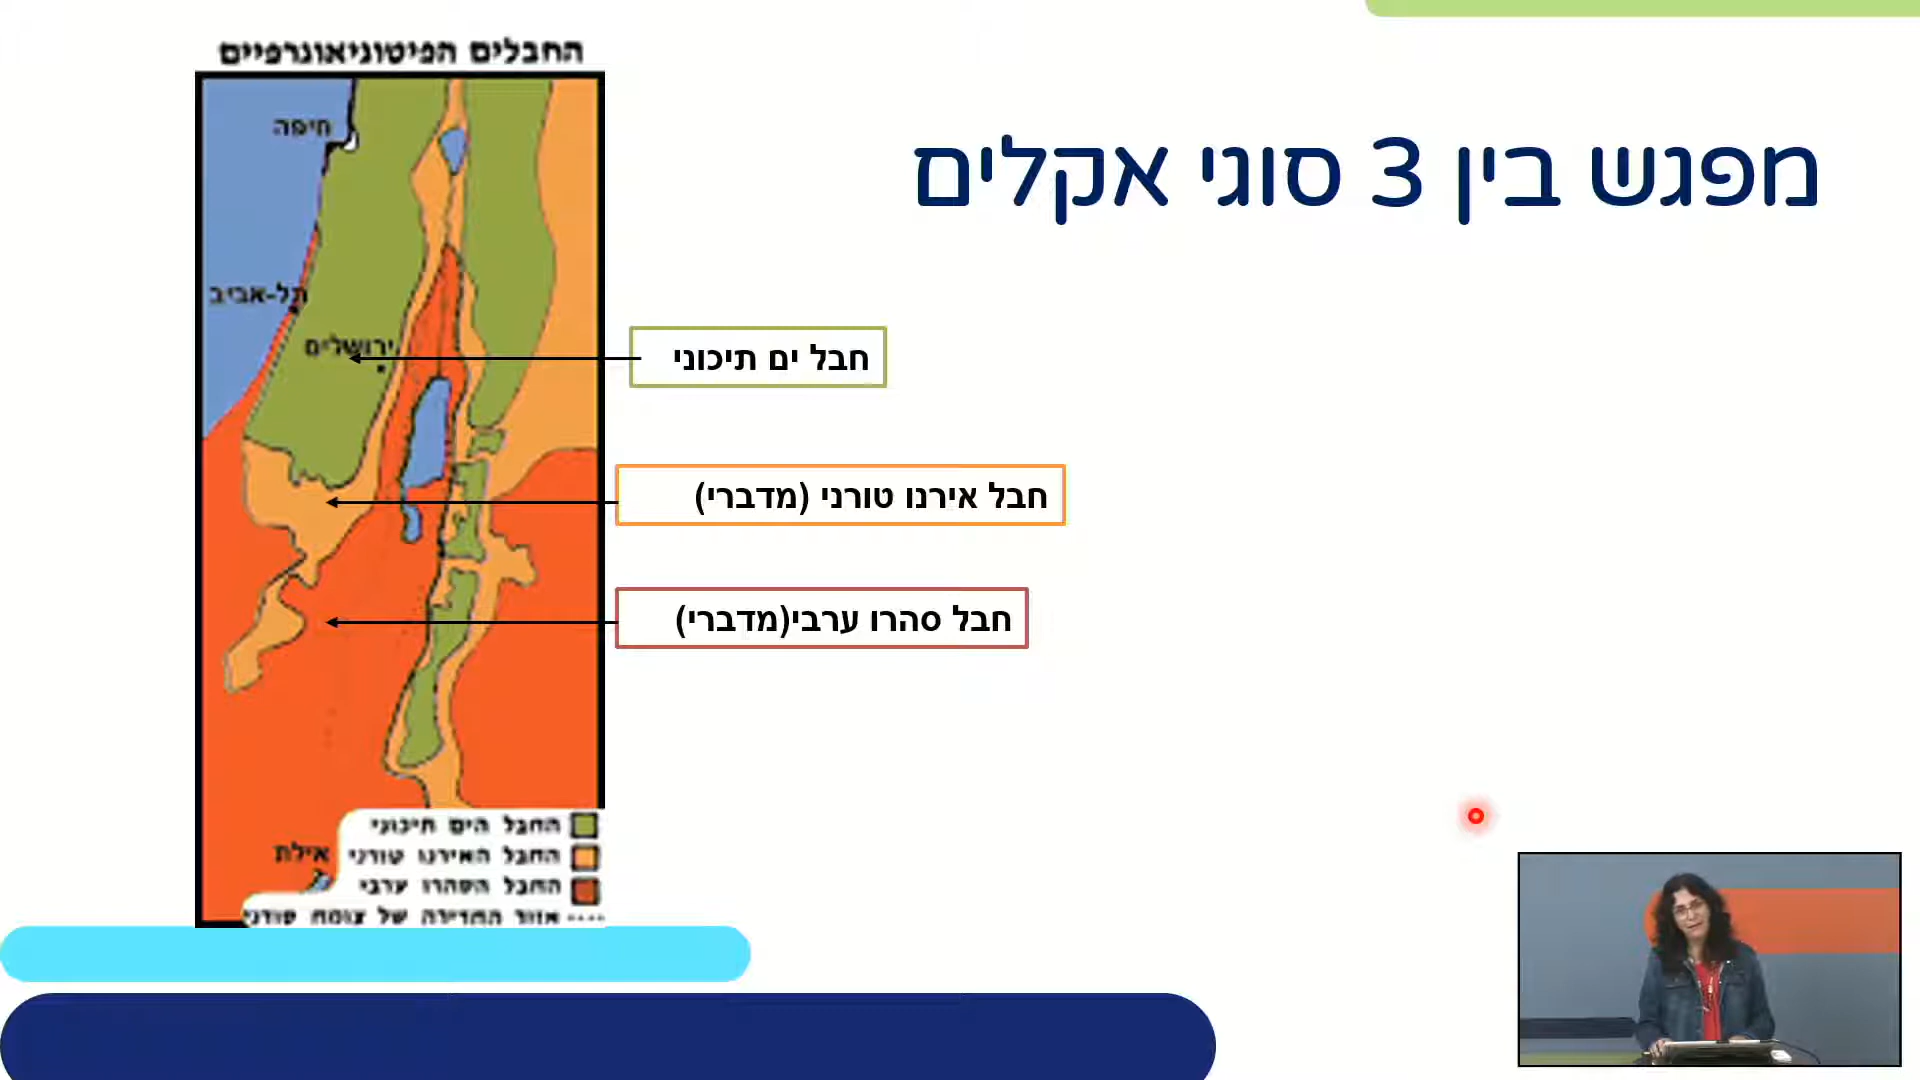 מפגש בין 3 סוגי אקלים
החבלים הפיטוגיאוגרפיים
חיפה
תל-אביב
ירושלים
חבל ים תיכוני
חבל אירנו טורני (מדברי)
חבל סהרו ערבי(מדברי)
החבל הים תיכוני
החבל האירנו טורני
החבל הסהרו ערבי
אזור החדירה של צומח סודני
אילת